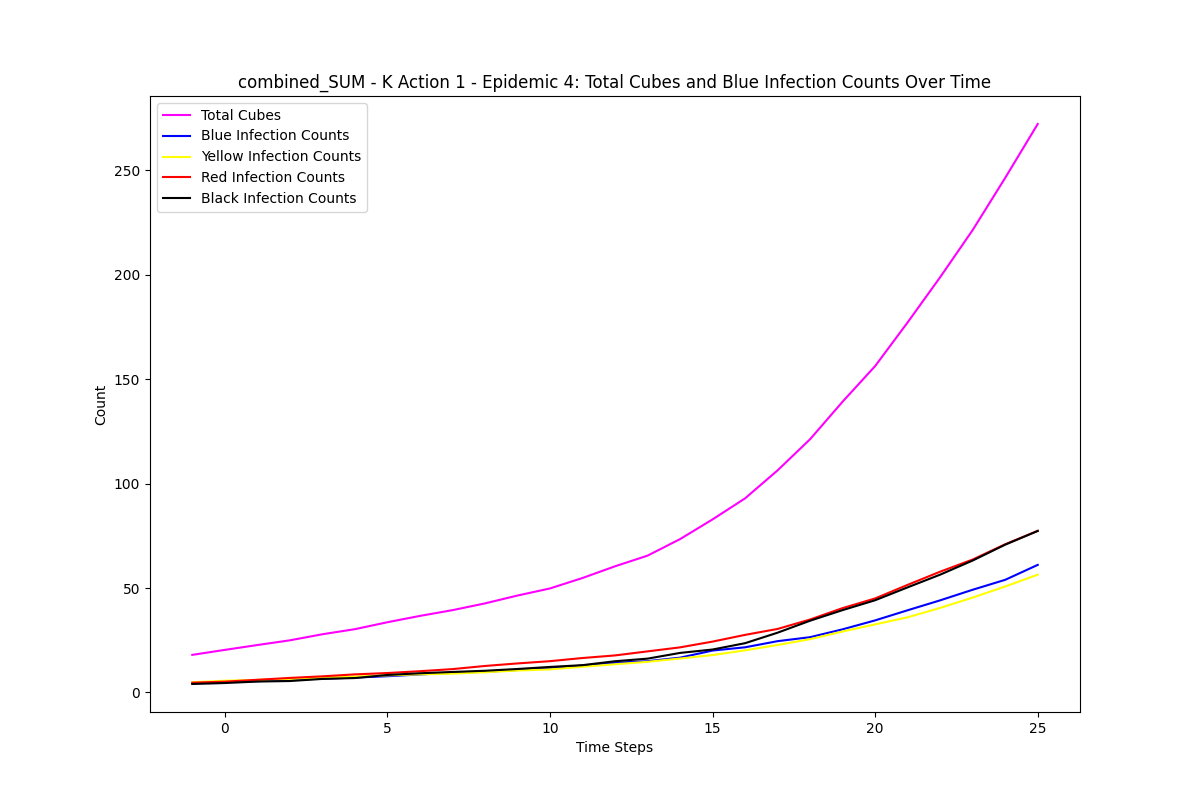 combined_SUM - K Action 1 - Epidemic 4: Total Cubes and Blue Infection Counts Over Time
Total Cubes
Blue Infection Counts
Yellow Infection Counts
Red Infection Counts
Black Infection Counts
250
200
150
100
50
0
Count
0 5 10 15 20 25
Time Steps